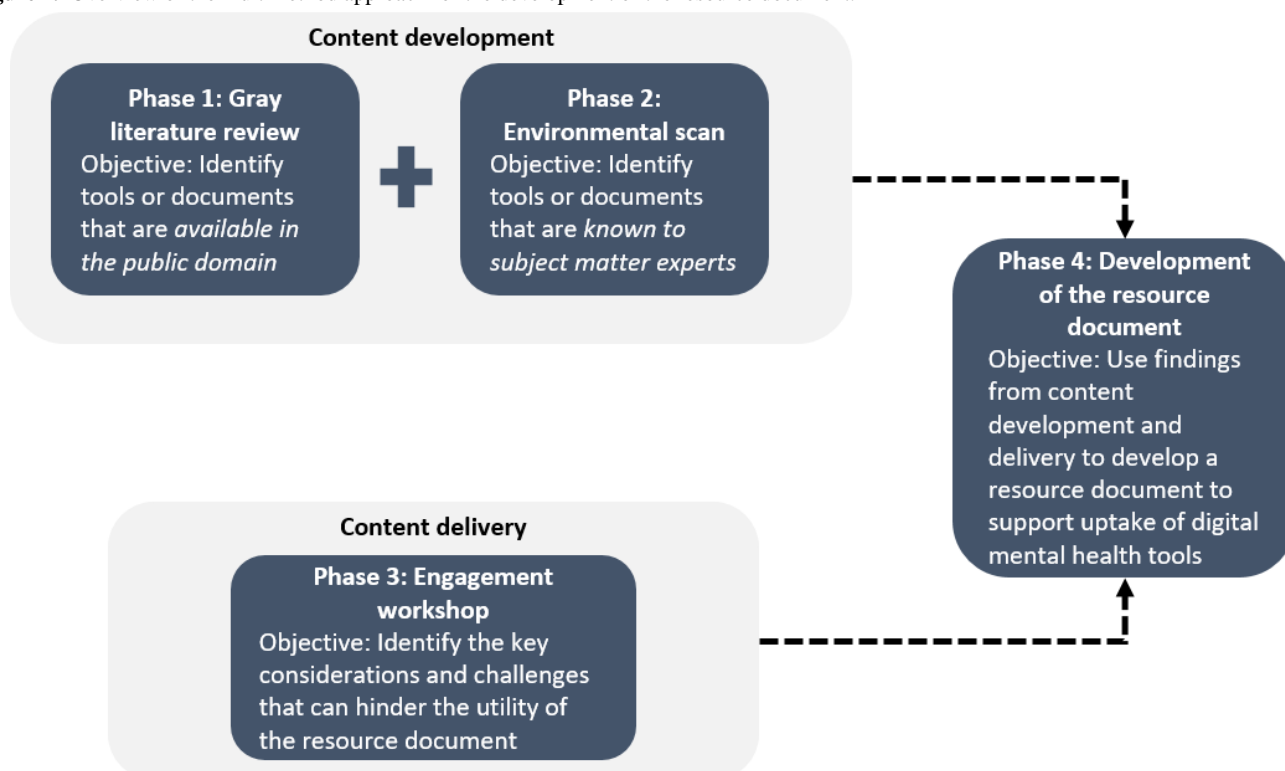 Content development
Phase 1: Gray
literature review
Objective: Identify
tools or documents
that are available in
the public domain
Phase 2:
Environmental scan
Objective: Identify
tools or documents
that are known to
subject matter experts
Phase 4: Development
of the resource
document
Objective: Use findings
from content
development and
delivery to develop a
resource document to
support uptake of digital
mental health tools
Content delivery
Phase 3: Engagement
workshop
Objective: Identify the key
considerations and challenges
that can hinder the utility of
the resource document